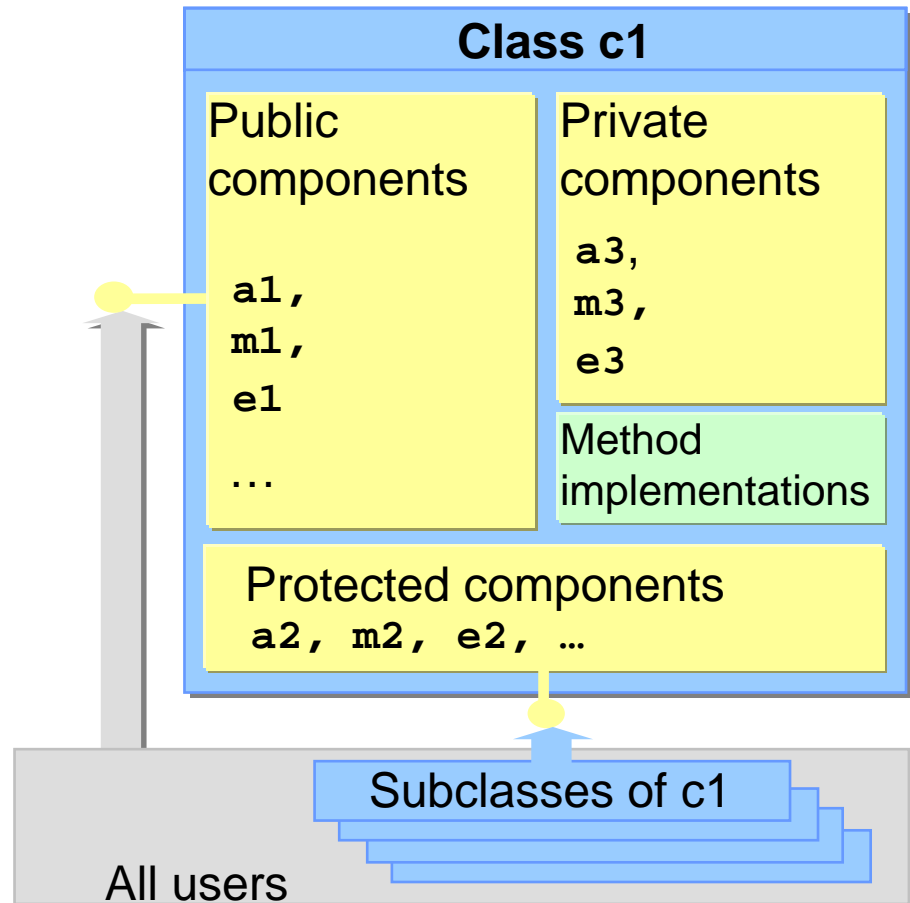 Class c1
Public
components
a1,
m1,
e1
…
Private
components
a3,
m3,
e3
Method
implementations
Protected components
a2, m2, e2, …
Subclasses of c1
All users